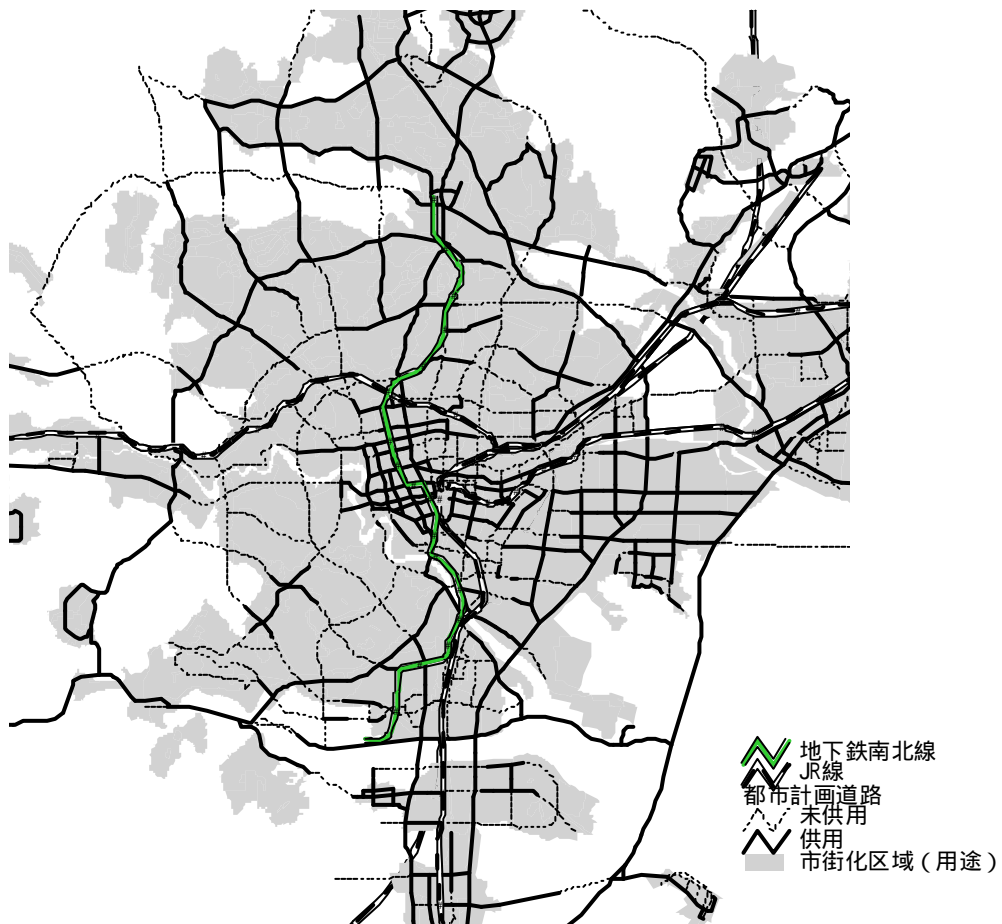 地下鉄南北線
JR線
都市計画道路
未供用
供用
市街化区域（用途）